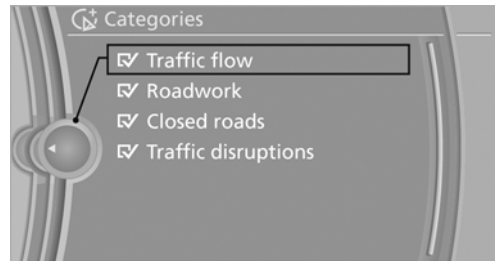 Categories
Traffic flow
Roadwork
Closed roads
Traffic disruptions